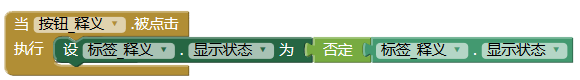 当 按钮_释义 .被点击
执行 设 标签_释义 . 显示状态 为 否定 标签_释义 . 显示状态